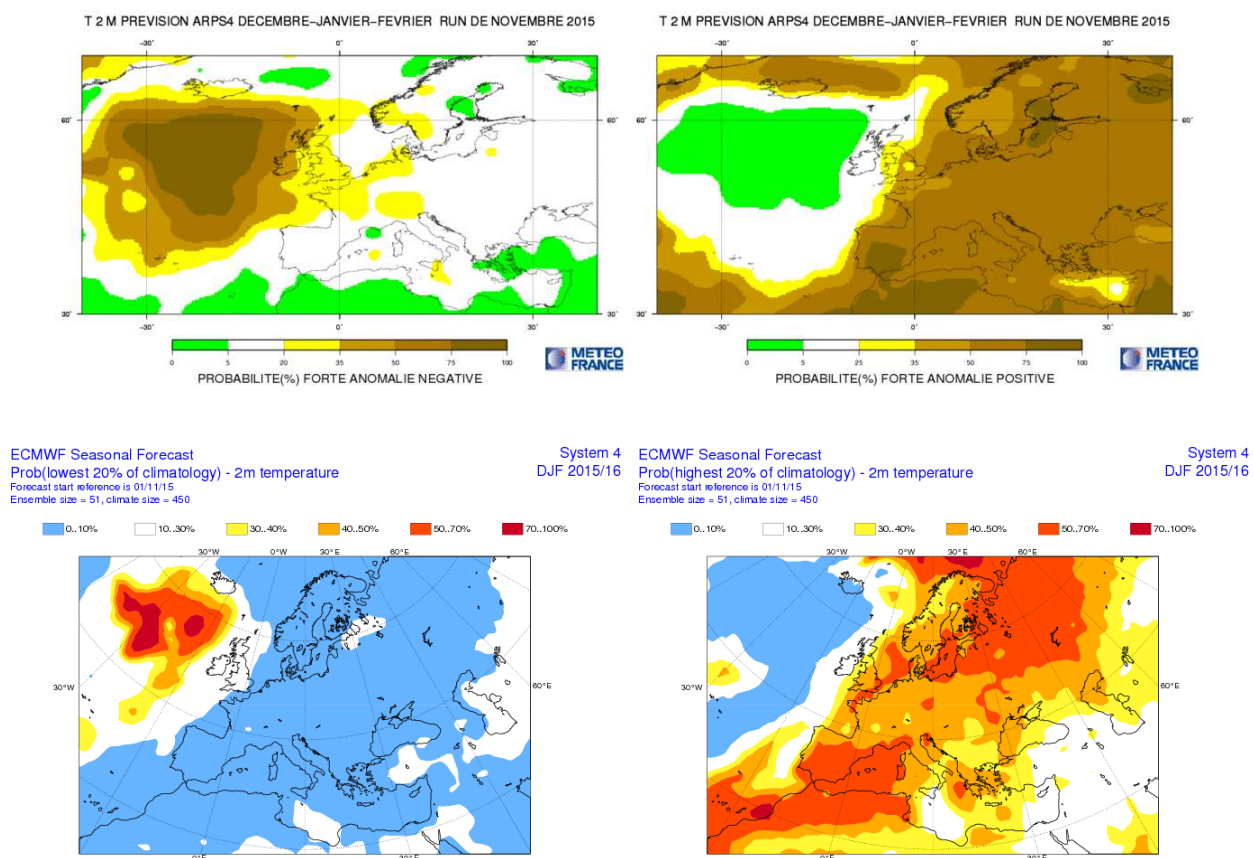 T 2 M PREVISION ARPS4 DECEMBRE-JANVIER-FEVRIER RUN DE NOVEMBRE 2015
-30° 0° 30°
60° 60°
30° 30°
-30° 0° 30°
0 5 20 35 50 75 100
PROBABILITE(%) FORTE ANOMALIE NEGATIVE
METEO
FRANCE
T 2 M PREVISION ARPS4 DECEMBRE-JANVIER-FEVRIER RUN DE NOVEMBRE 2015
-30° 0° 30°
60° 60°
30° 30°
-30° 0° 30°
0 5 25 35 50 75 100
PROBABILITE(%) FORTE ANOMALIE POSITIVE
METEO
FRANCE
ECMWF Seasonal Forecast System 4
Prob(lowest 20% of climatology) - 2m temperature DJF 2015/16
Forecast start reference is 01/11/15
Ensemble size = 51, climate size = 450
0..10% 10..30% 30..40% 40..50% 50..70% 70..100%
30°W 0°W 30°E 60°E
30°W 60°E
0°E 30°E
ECMWF Seasonal Forecast System 4
Prob(highest 20% of climatology) - 2m temperature DJF 2015/16
Forecast start reference is 01/11/15
Ensemble size = 51, climate size = 450
0..10% 10..30% 30..40% 40..50% 50..70% 70..100%
30°W 0°W 30°E 60°E
30°W 60°E
0°E 30°E